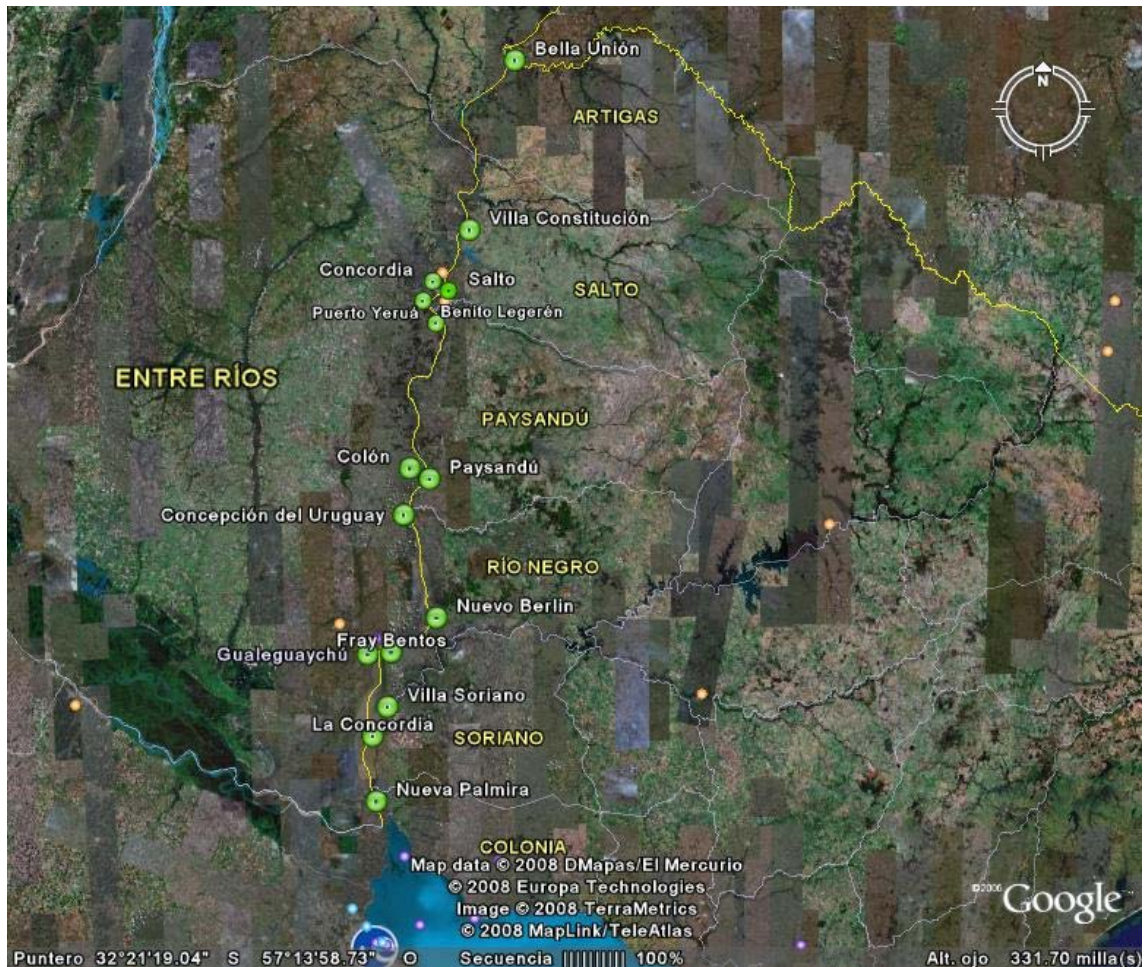 Bella Unión
ARTIGAS
N
Villa Constitución
Concordia
Salto
SALTO
Puerto Yeruá
Benito Legerén
ENTRE RÍOS
PAYSANDÚ
Colón
Paysandú
Concepción del Uruguay
RÍO NEGRO
Nuevo Berlin
Fray Bentos
Gualeguaychú
Villa Soriano
La Concordia
SORIANO
Nueva Palmira
COLONIA
Map data © 2008 DMapas/El Mercurio
© 2008 Europa Technologies
Image © 2008 TerraMetrics
© 2008 MapLink/TeleAtlas
©2006 Google™
Puntero 32°21'19.04" S 57°13'58.73" O Secuencia |||||||||| 100% Alt. ojo 331.70 milla(s)